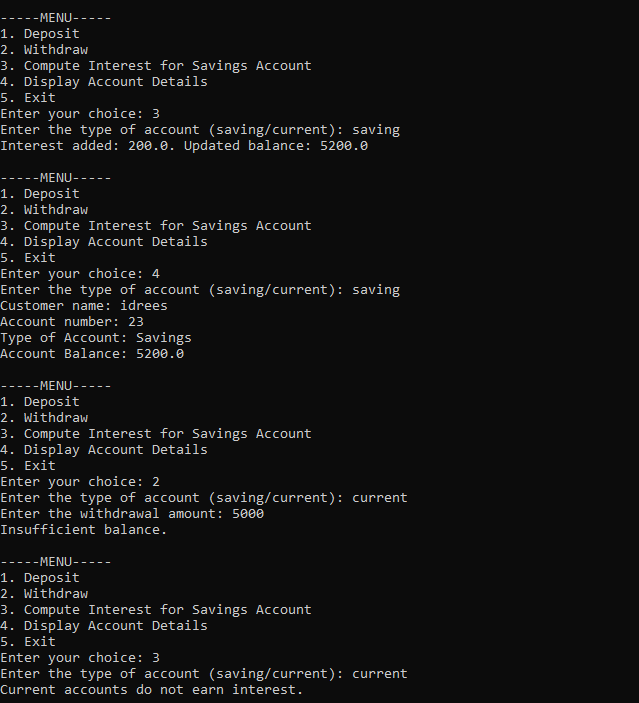 -----MENU-----
1. Deposit
2. Withdraw
3. Compute Interest for Savings Account
4. Display Account Details
5. Exit
Enter your choice: 3
Enter the type of account (saving/current): saving
Interest added: 200.0. Updated balance: 5200.0
-----MENU-----
1. Deposit
2. Withdraw
3. Compute Interest for Savings Account
4. Display Account Details
5. Exit
Enter your choice: 4
Enter the type of account (saving/current): saving
Customer name: idrees
Account number: 23
Type of Account: Savings
Account Balance: 5200.0
-----MENU-----
1. Deposit
2. Withdraw
3. Compute Interest for Savings Account
4. Display Account Details
5. Exit
Enter your choice: 2
Enter the type of account (saving/current): current
Enter the withdrawal amount: 5000
Insufficient balance.
-----MENU-----
1. Deposit
2. Withdraw
3. Compute Interest for Savings Account
4. Display Account Details
5. Exit
Enter your choice: 3
Enter the type of account (saving/current): current
Current accounts do not earn interest.